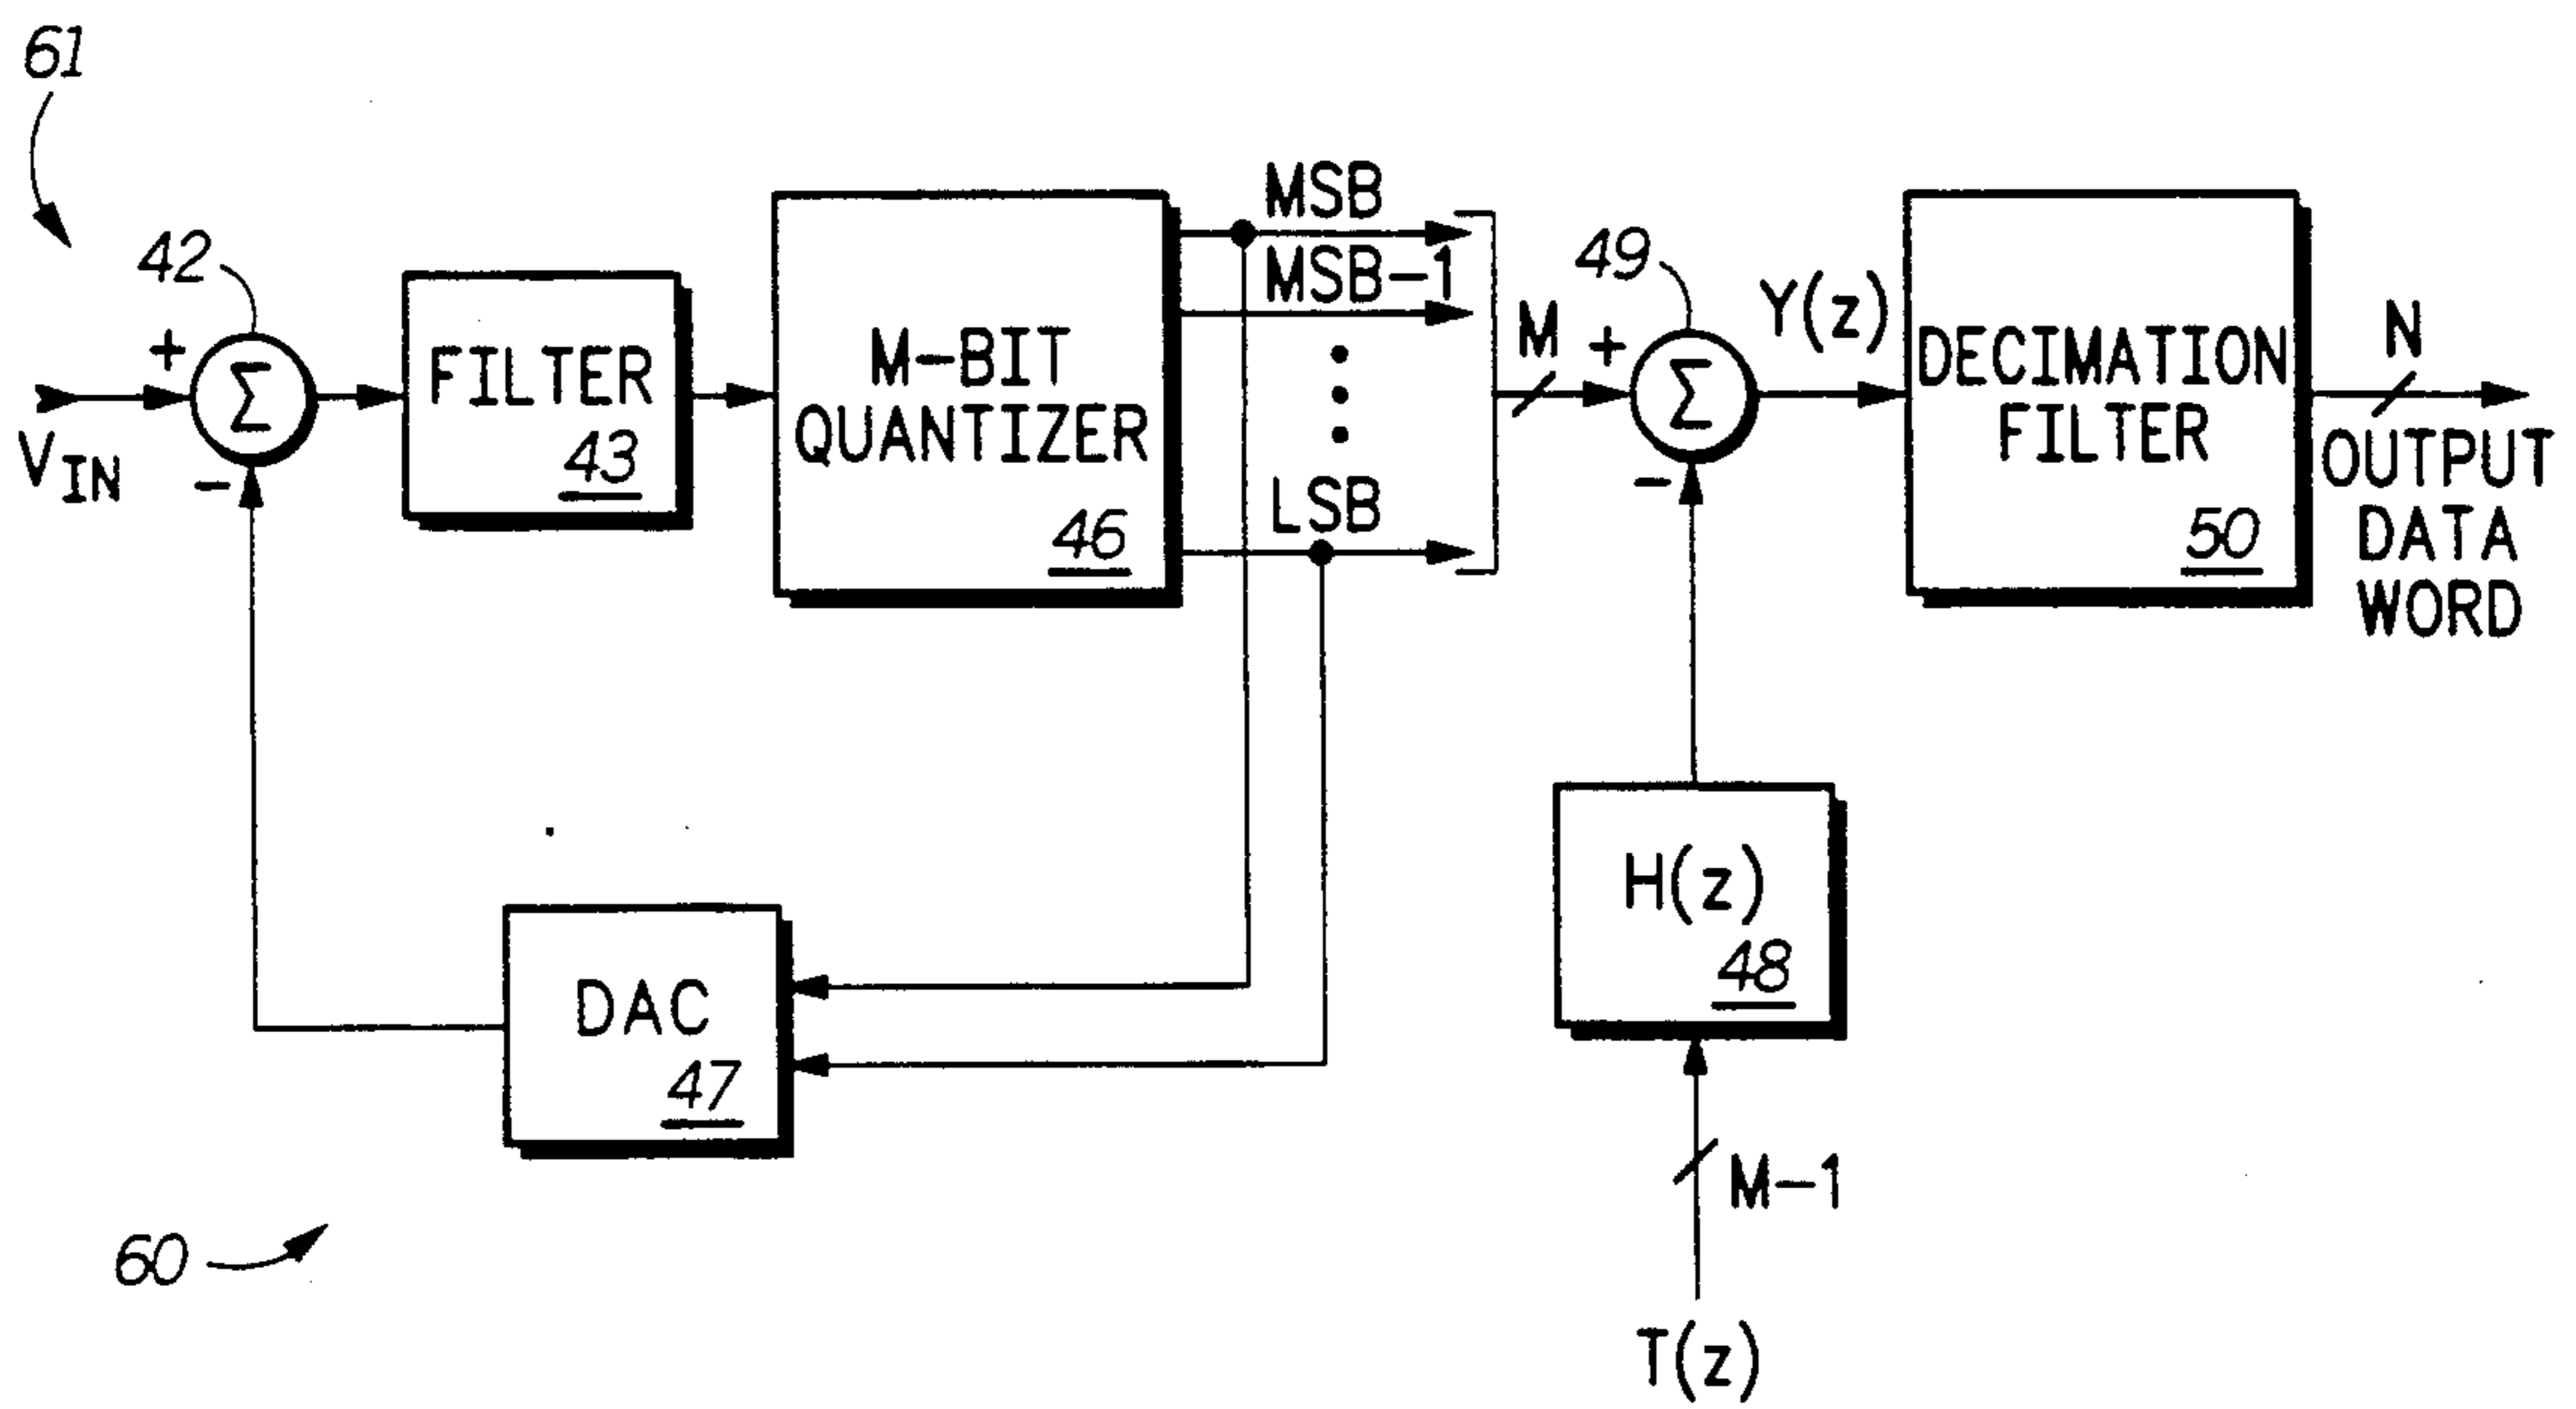 61
42
+
VIN
-
Σ
FILTER
43
M-BIT
QUANTIZER
46
MSB
MSB-1
LSB
M
49
+
-
Σ
Y(z)
DECIMATION
FILTER
50
N
OUTPUT
DATA
WORD
DAC
47
H(z)
48
M-1
T(z)
60